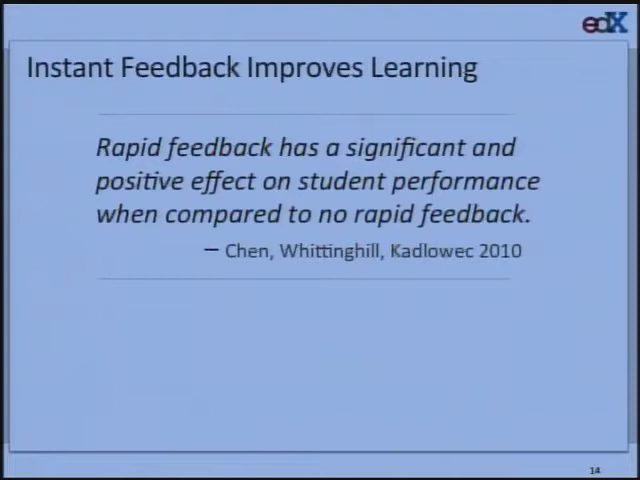 edX
Instant Feedback Improves Learning
Rapid feedback has a significant and
positive effect on student performance
when compared to no rapid feedback.
– Chen, Whittinghill, Kadlowec 2010
14